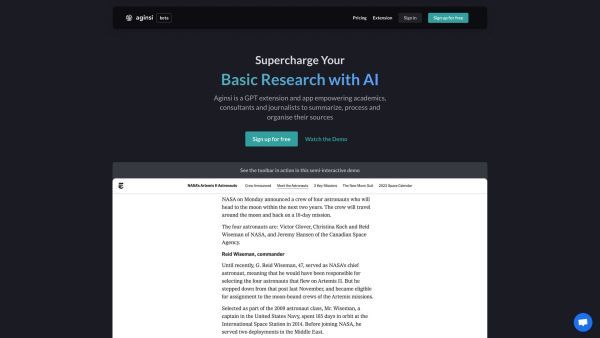 aginsi beta Pricing Extension Sign in Sign up for free
Supercharge Your
Basic Research with AI
Aginsi is a GPT extension and app empowering academics,
consultants and journalists to summarize, process and
organise their sources
Sign up for free Watch the Demo
See the toolbar in action in this semi-interactive demo
NASA's Artemis II Astronauts Crew Announced Meet the Astronauts 3 Key Missions The New Moon Suit 2023 Space Calendar
NASA on Monday announced a crew of four astronauts who will
head to the moon within the next two years. The crew will travel
around the moon and back on a 10-day mission.
The four astronauts are: Victor Glover, Christina Koch and Reid
Wiseman of NASA, and Jeremy Hansen of the Canadian Space
Agency.
Reid Wiseman, commander
Until recently, G. Reid Wiseman, 47, served as NASA's chief
astronaut, meaning that he would have been responsible for
selecting the four astronauts that flew on Artemis II. But he
stepped down from that post last November, and became eligible
for assignment to the moon-bound crews of the Artemis missions.
Selected as part of the 2009 astronaut class, Mr. Wiseman, a
captain in the United States Navy, spent 165 days in orbit at the
International Space Station in 2014. Before joining NASA, he
served two deployments in the Middle East.